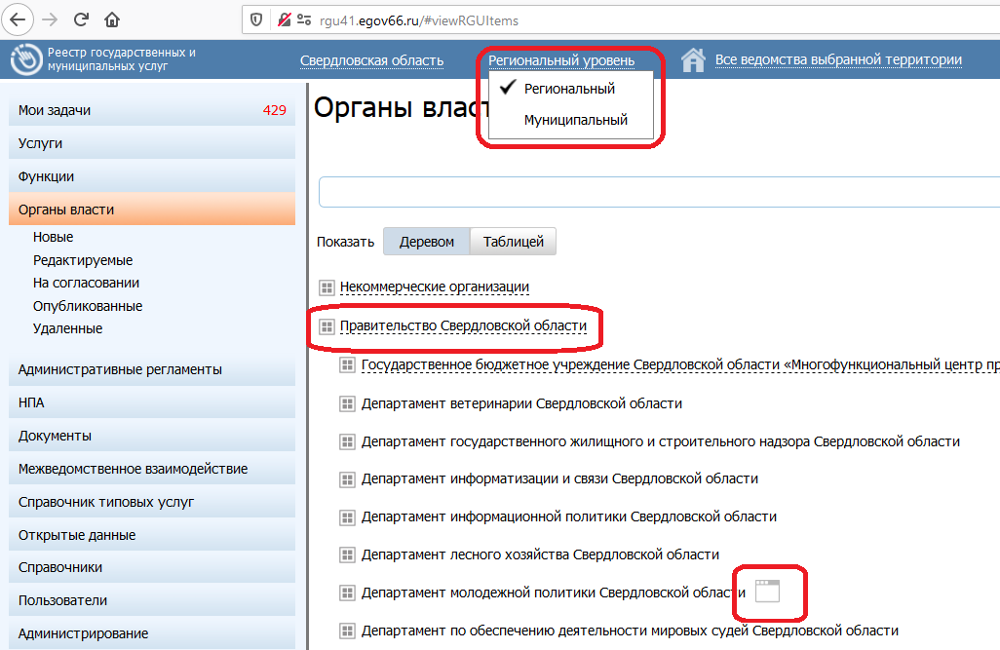 rgu41.egov66.ru/#viewRGUItems
Реестр государственных и
муниципальных услуг
Свердловская область
Региональный уровень
Все ведомства выбранной территории
Региональный
Муниципальный
Мои задачи 429
Услуги
Функции
Органы власти
Новые
Редактируемые
На согласовании
Опубликованные
Удаленные
Административные регламенты
НПА
Документы
Межведомственное взаимодействие
Справочник типовых услуг
Открытые данные
Справочники
Пользователи
Администрирование
Органы влас
Показать Деревом Таблицей
Некоммерческие организации
Правительство Свердловской области
Государственное бюджетное учреждение Свердловской области «Многофункциональный центр пр
Департамент ветеринарии Свердловской области
Департамент государственного жилищного и строительного надзора Свердловской области
Департамент информатизации и связи Свердловской области
Департамент информационной политики Свердловской области
Департамент лесного хозяйства Свердловской области
Департамент молодежной политики Свердловской области
Департамент по обеспечению деятельности мировых судей Свердловской области